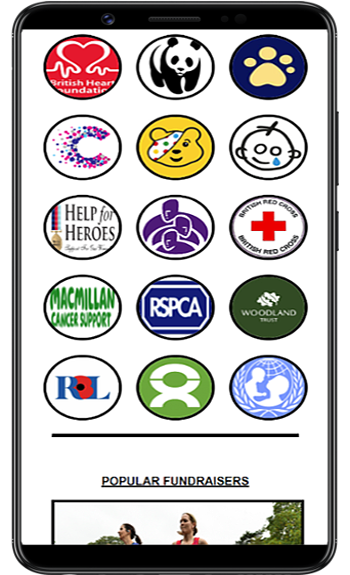 British Heart
Foundation
HELP for
HEROES
BRITISH RED CROSS
BRITISH RED CROSS
MACMILLAN
CANCER SUPPORT
RSPCA
WOODLAND
TRUST
RBL
POPULAR FUNDRAISERS